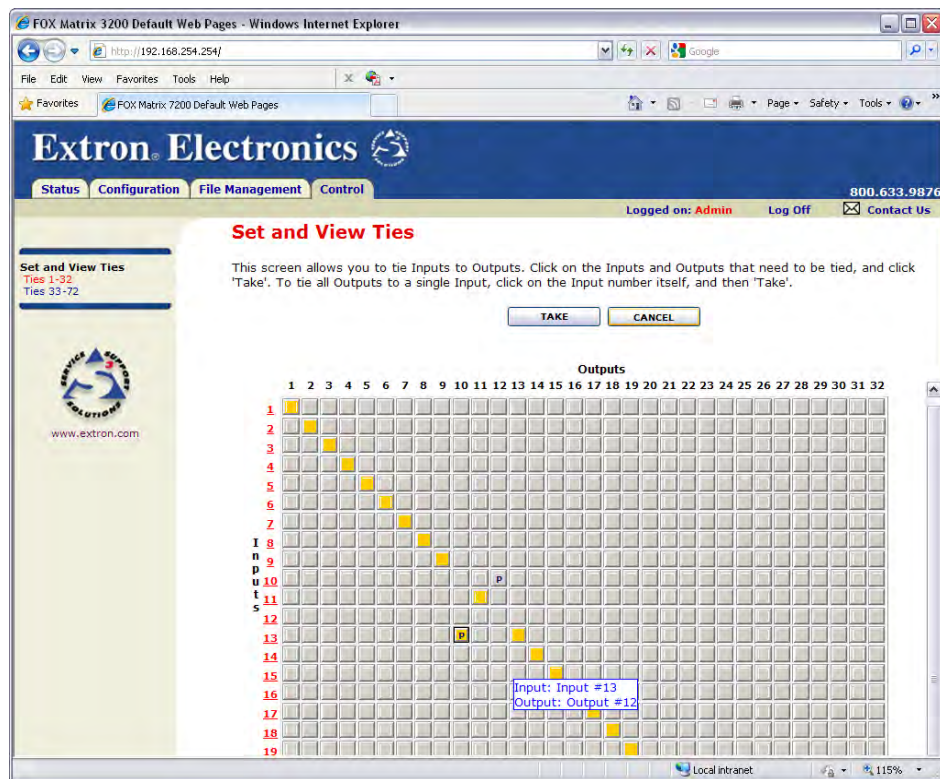 FOX Matrix 3200 Default Web Pages - Windows Internet Explorer
http://192.168.254.254/
Google
File Edit View Favorites Tools Help
Favorites
FOX Matrix 7200 Default Web Pages
Page Safety Tools
Extron® Electronics
Status Configuration File Management Control
800.633.9876
Logged on: Admin Log Off Contact Us
Set and View Ties
This screen allows you to tie Inputs to Outputs. Click on the Inputs and Outputs that need to be tied, and click
'Take'. To tie all Outputs to a single Input, click on the Input number itself, and then 'Take'.
TAKE CANCEL
Set and View Ties
Ties 1-32
Ties 33-72
SERVICE SUPPORT SOLUTIONS
S3
www.extron.com
Outputs
1 2 3 4 5 6 7 8 9 10 11 12 13 14 15 16 17 18 19 20 21 22 23 24 25 26 27 28 29 30 31 32
Inputs
1
2
3
4
5
6
7
8
9
10 p
11
12
13 p
14
15
16
17
18
19
Input: Input #13
Output: Output #12
Local intranet
115%